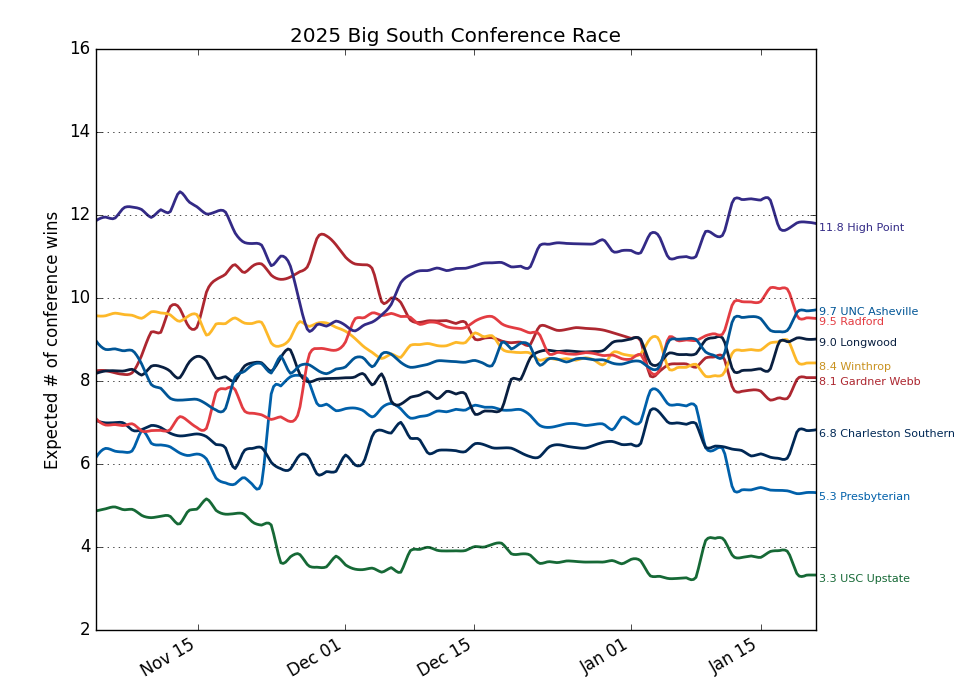 2025 Big South Conference Race
Expected # of conference wins
16
14
12
10
8
6
4
2
11.8 High Point
9.7 UNC Asheville
9.5 Radford
9.0 Longwood
8.4 Winthrop
8.1 Gardner Webb
6.8 Charleston Southern
5.3 Presbyterian
3.3 USC Upstate
Nov 15
Dec 01
Dec 15
Jan 01
Jan 15